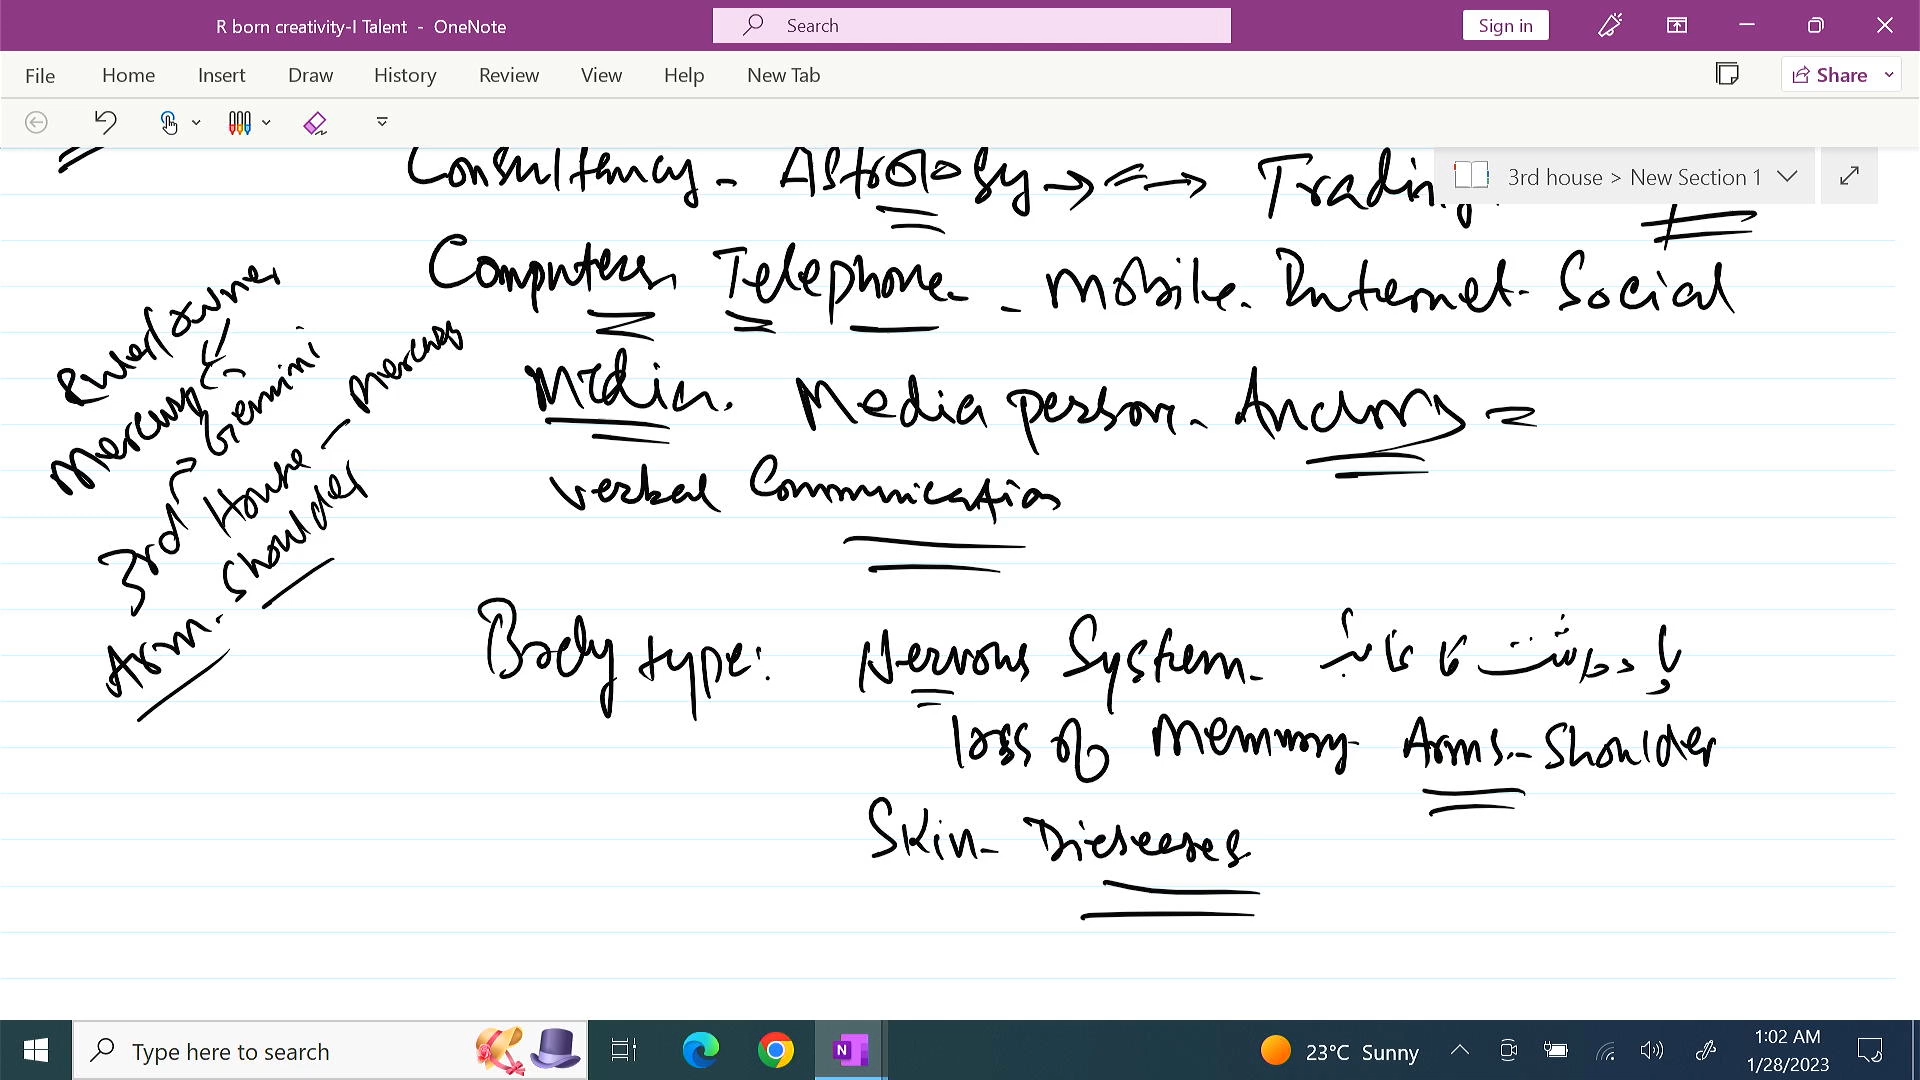 R born creativity-I Talent - OneNote
Search
Sign in
File Home Insert Draw History Review View Help New Tab
Share
3rd house > New Section 1
Consultancy - Astrology → Trading
Computers Telephone - Mobile - Internet - Social
Media. Media person - Anchors =
verbal Communication
Ruler/owner
Mercury Gemini
3rd House - Mercury
Arm. Shoulder
Body type: Nervous System -
loss of Memory Arms - Shoulder
Skin - Dieseases
Type here to search
N
23°C Sunny
1:02 AM
1/28/2023